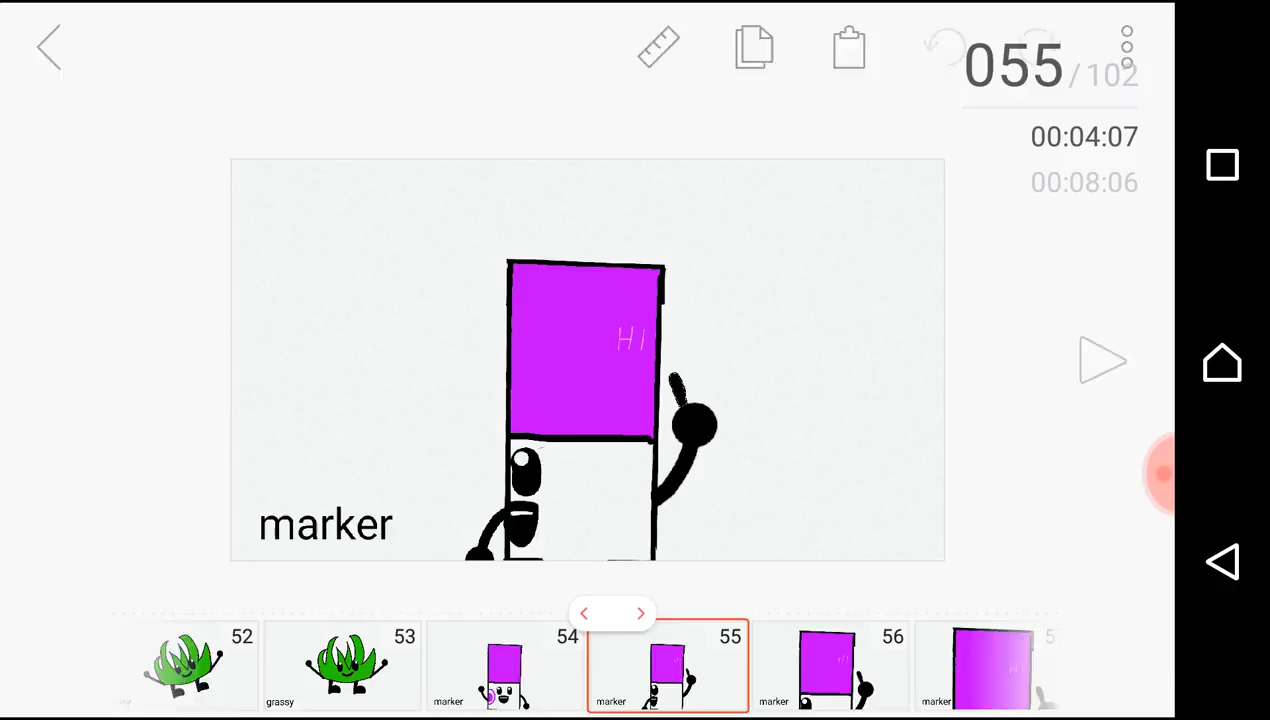 055 / 102
00:04:07
00:08:06
HI
marker
52
53
54
55
56
5
grassy
marker
marker
marker
marker